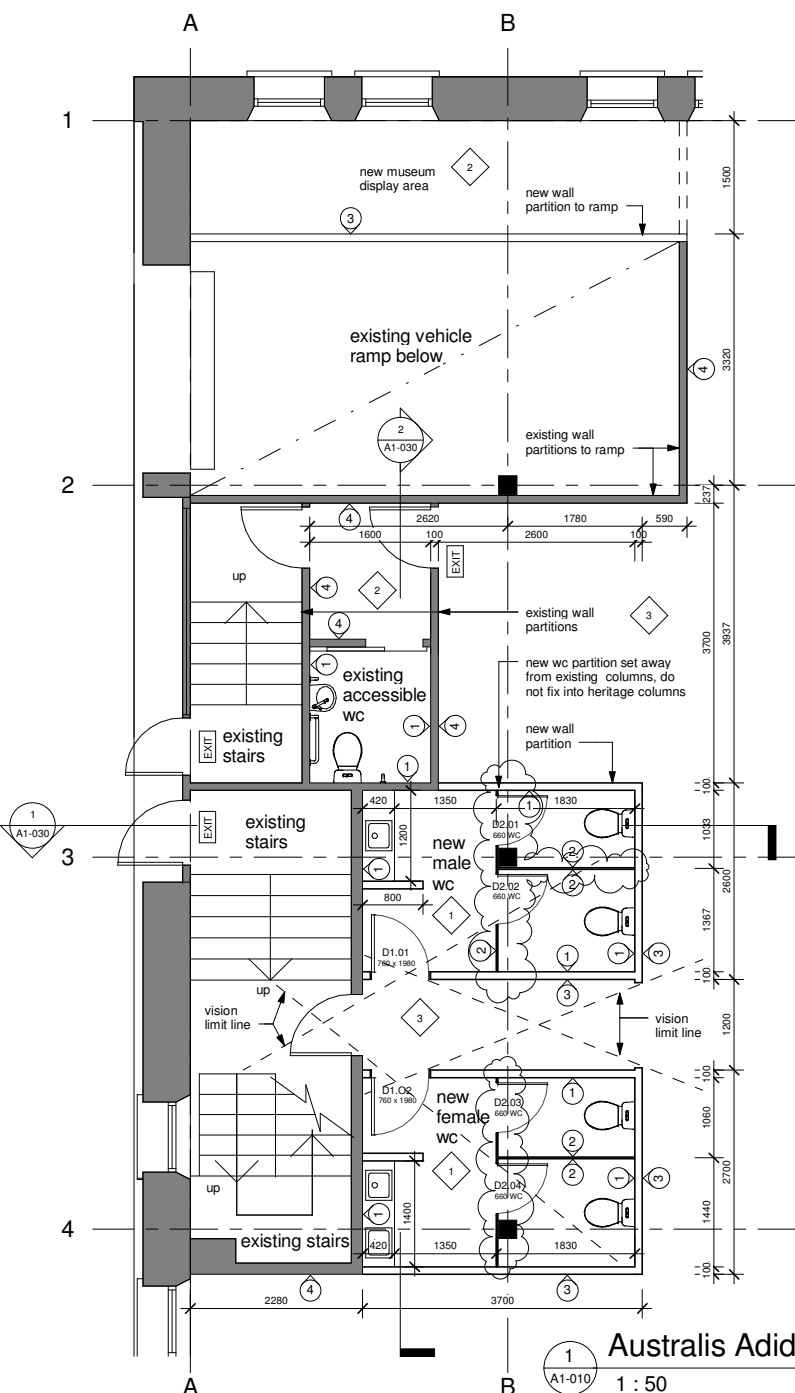 A
B
1
new museum
display area
2
new wall
partition to ramp
1500
3
existing vehicle
ramp below
3320
4
2
A1-030
existing wall
partitions to ramp
2
237
4
2620
1780
590
1600
100
2600
100
EXIT
up
4
2
3
existing wall
partitions
4
3700
3937
1
existing
accessible
wc
new wc partition set away
from existing columns, do
not fix into heritage columns
existing
stairs
EXIT
1
4
new wall
partition
1
100
420
1350
1830
1
A1-030
EXIT
existing
stairs
1200
D2.01
660 WC
1
1033
new
male
wc
3
1
2
2
2600
D2.02
660 WC
800
1
1367
2
1
1
3
D1.01
760 x 1980
100
up
3
vision
limit line
3
vision
limit line
1200
100
D1.O2
760 x 1980
new
female
wc
D2.03
660 WC
1
1060
2
2
1
1
3
2700
D2.04
660 WC
up
1
1400
1440
4
existing stairs
420
1350
1830
100
4
3
2280
3700
1
A1-010
Australis Adid
1 : 50
A
B